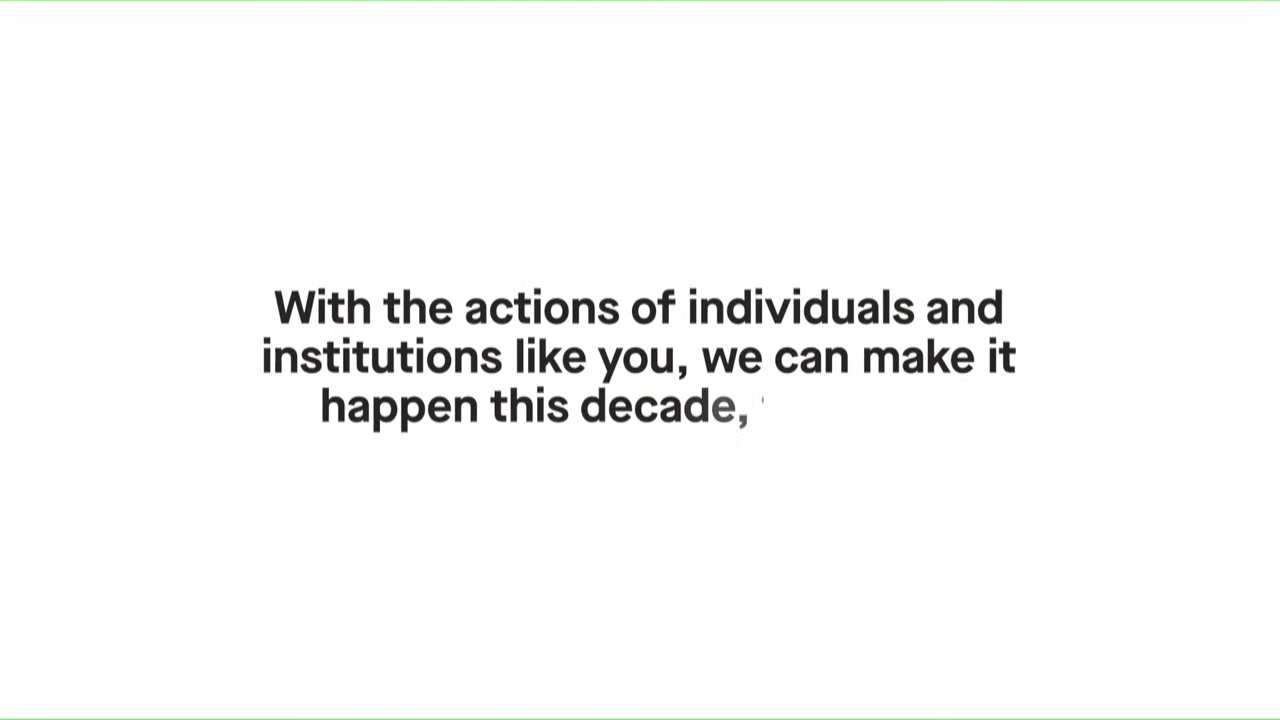 With the actions of individuals and
institutions like you, we can make it
happen this decade,